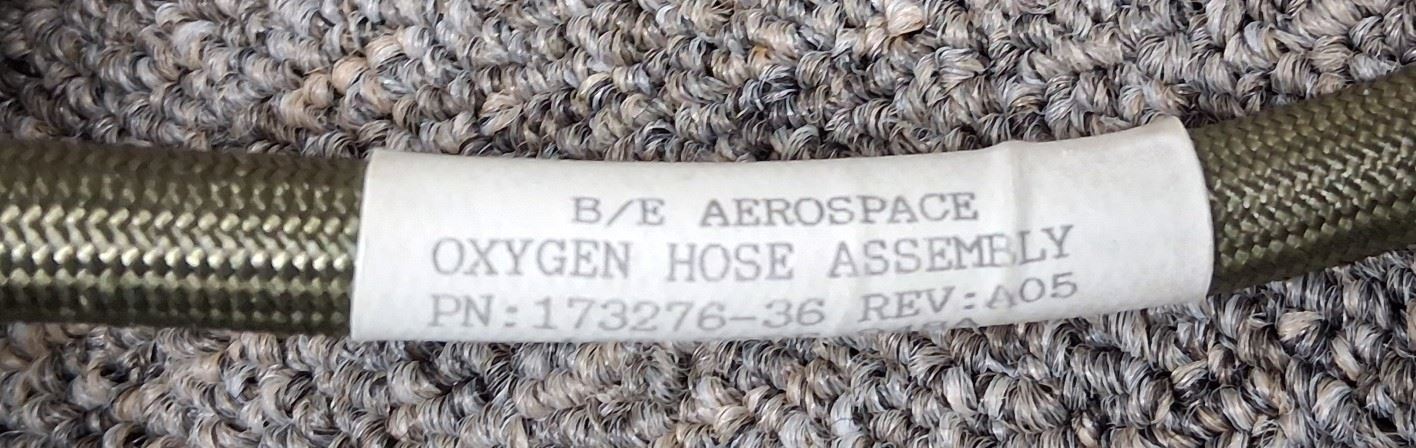 B/E AEROSPACE
OXYGEN HOSE ASSEMBLY
PN:173276-36 REV:A05